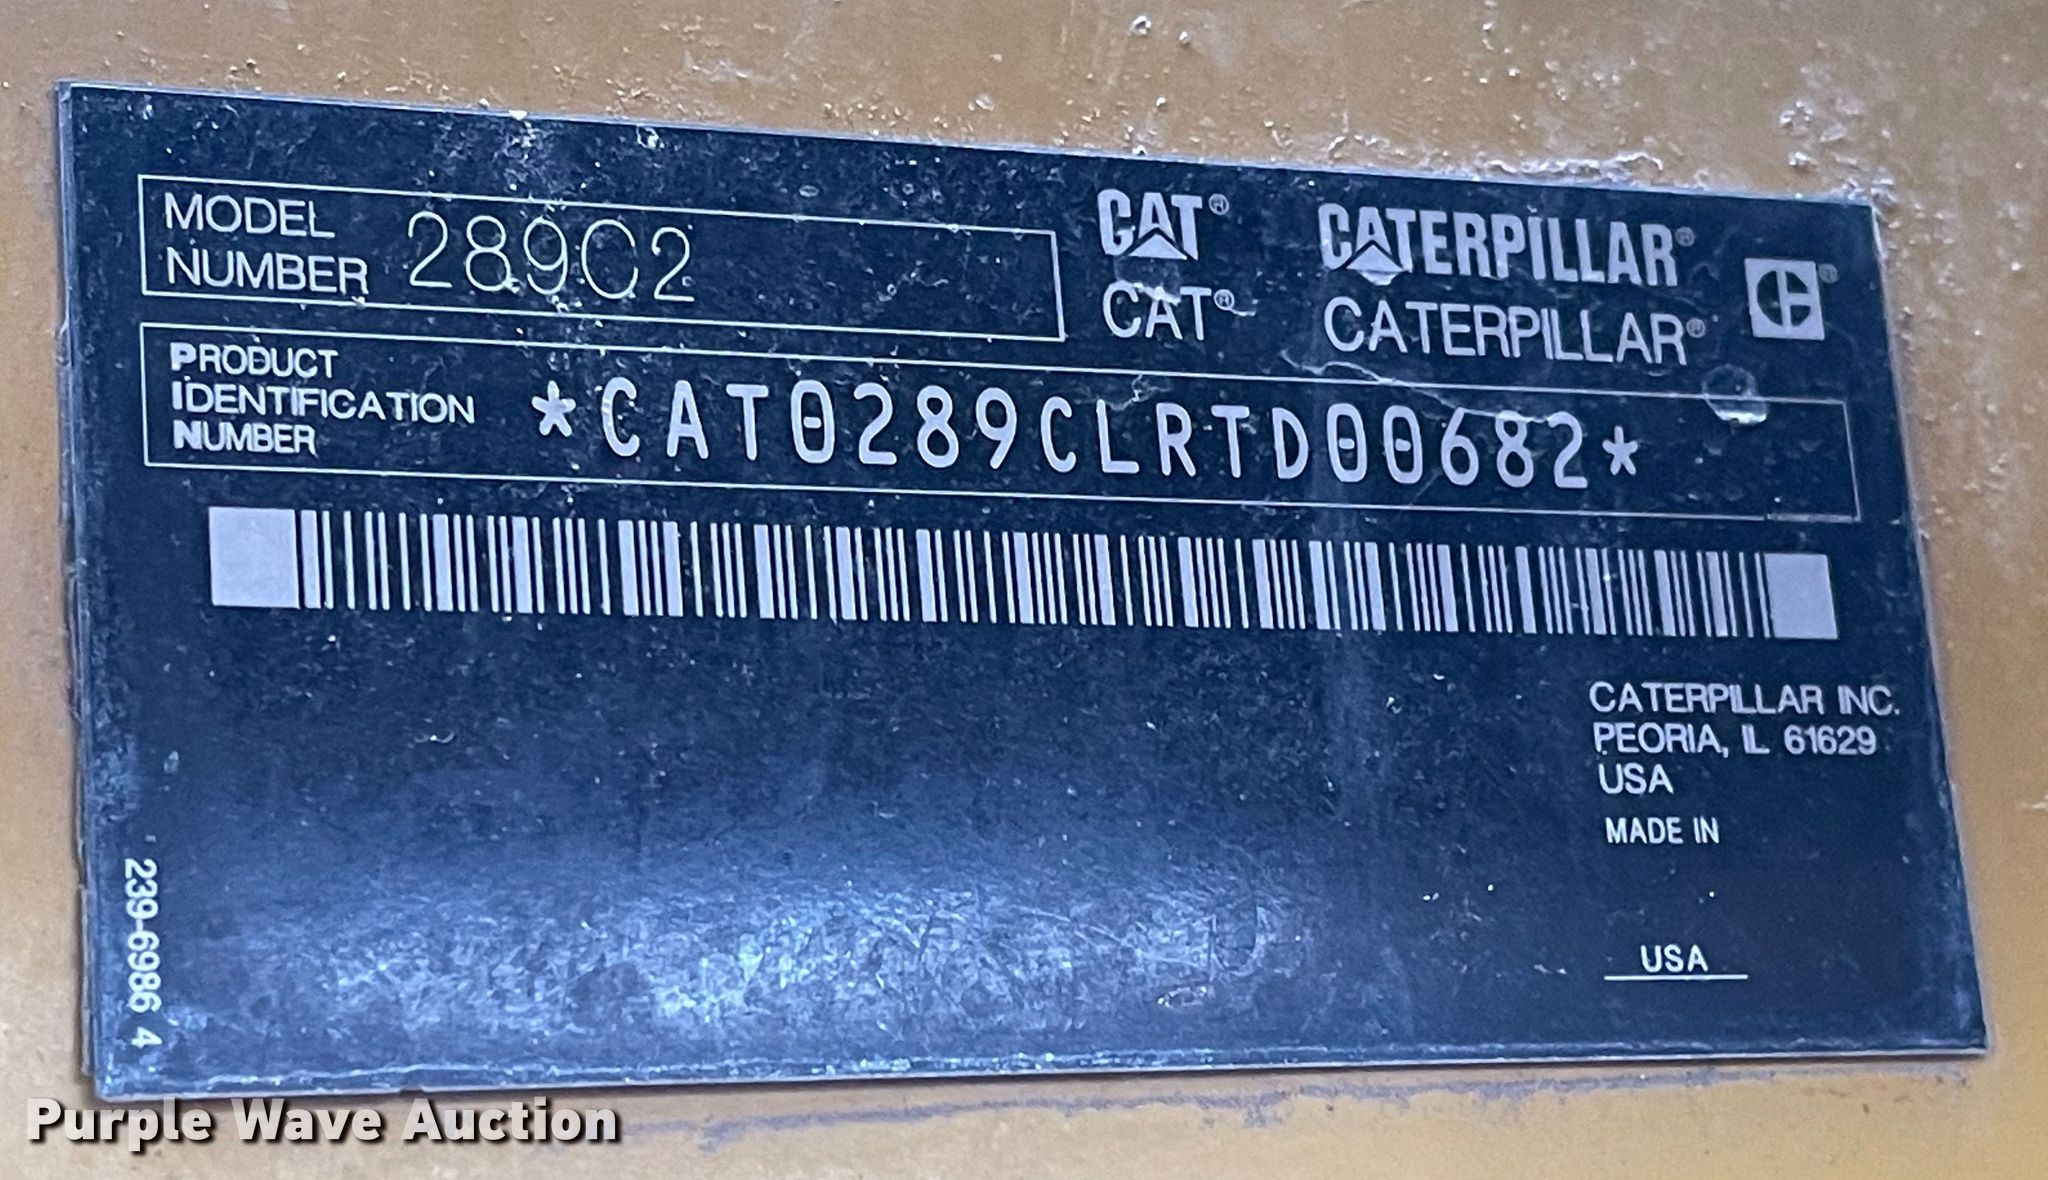 MODEL
NUMBER 289C2
CAT® CATERPILLAR®
CAT® CATERPILLAR®
PRODUCT
IDENTIFICATION
NUMBER
*CAT0289CLRTD00682*
CATERPILLAR INC.
PEORIA, IL 61629
USA
MADE IN
USA
239-6986 4
Purple Wave Auction